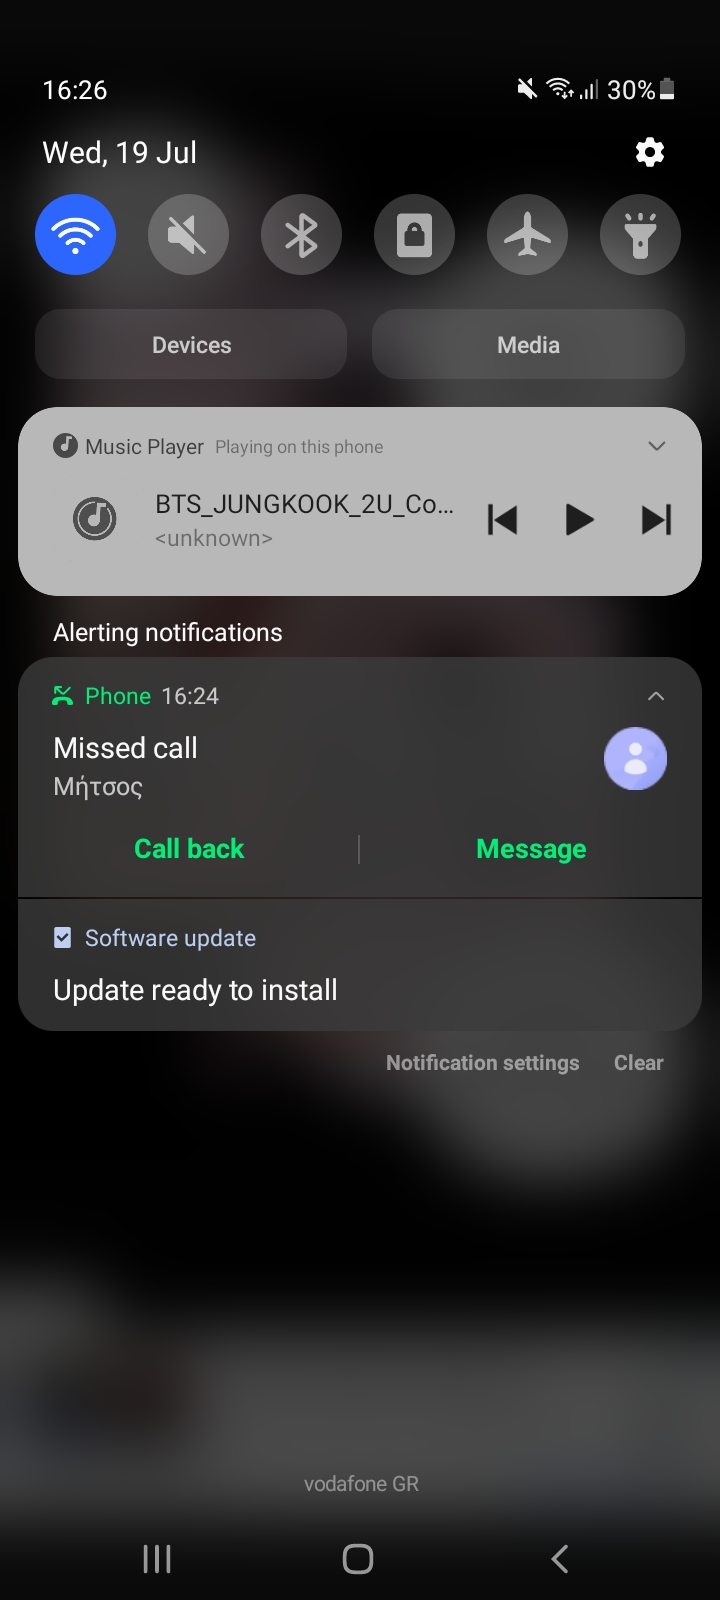 16:26 30%
Wed, 19 Jul
Devices Media
Music Player Playing on this phone
BTS_JUNGKOOK_2U_Co...
<unknown>
Alerting notifications
Phone 16:24
Missed call
Μήτσος
Call back Message
Software update
Update ready to install
Notification settings Clear
vodafone GR